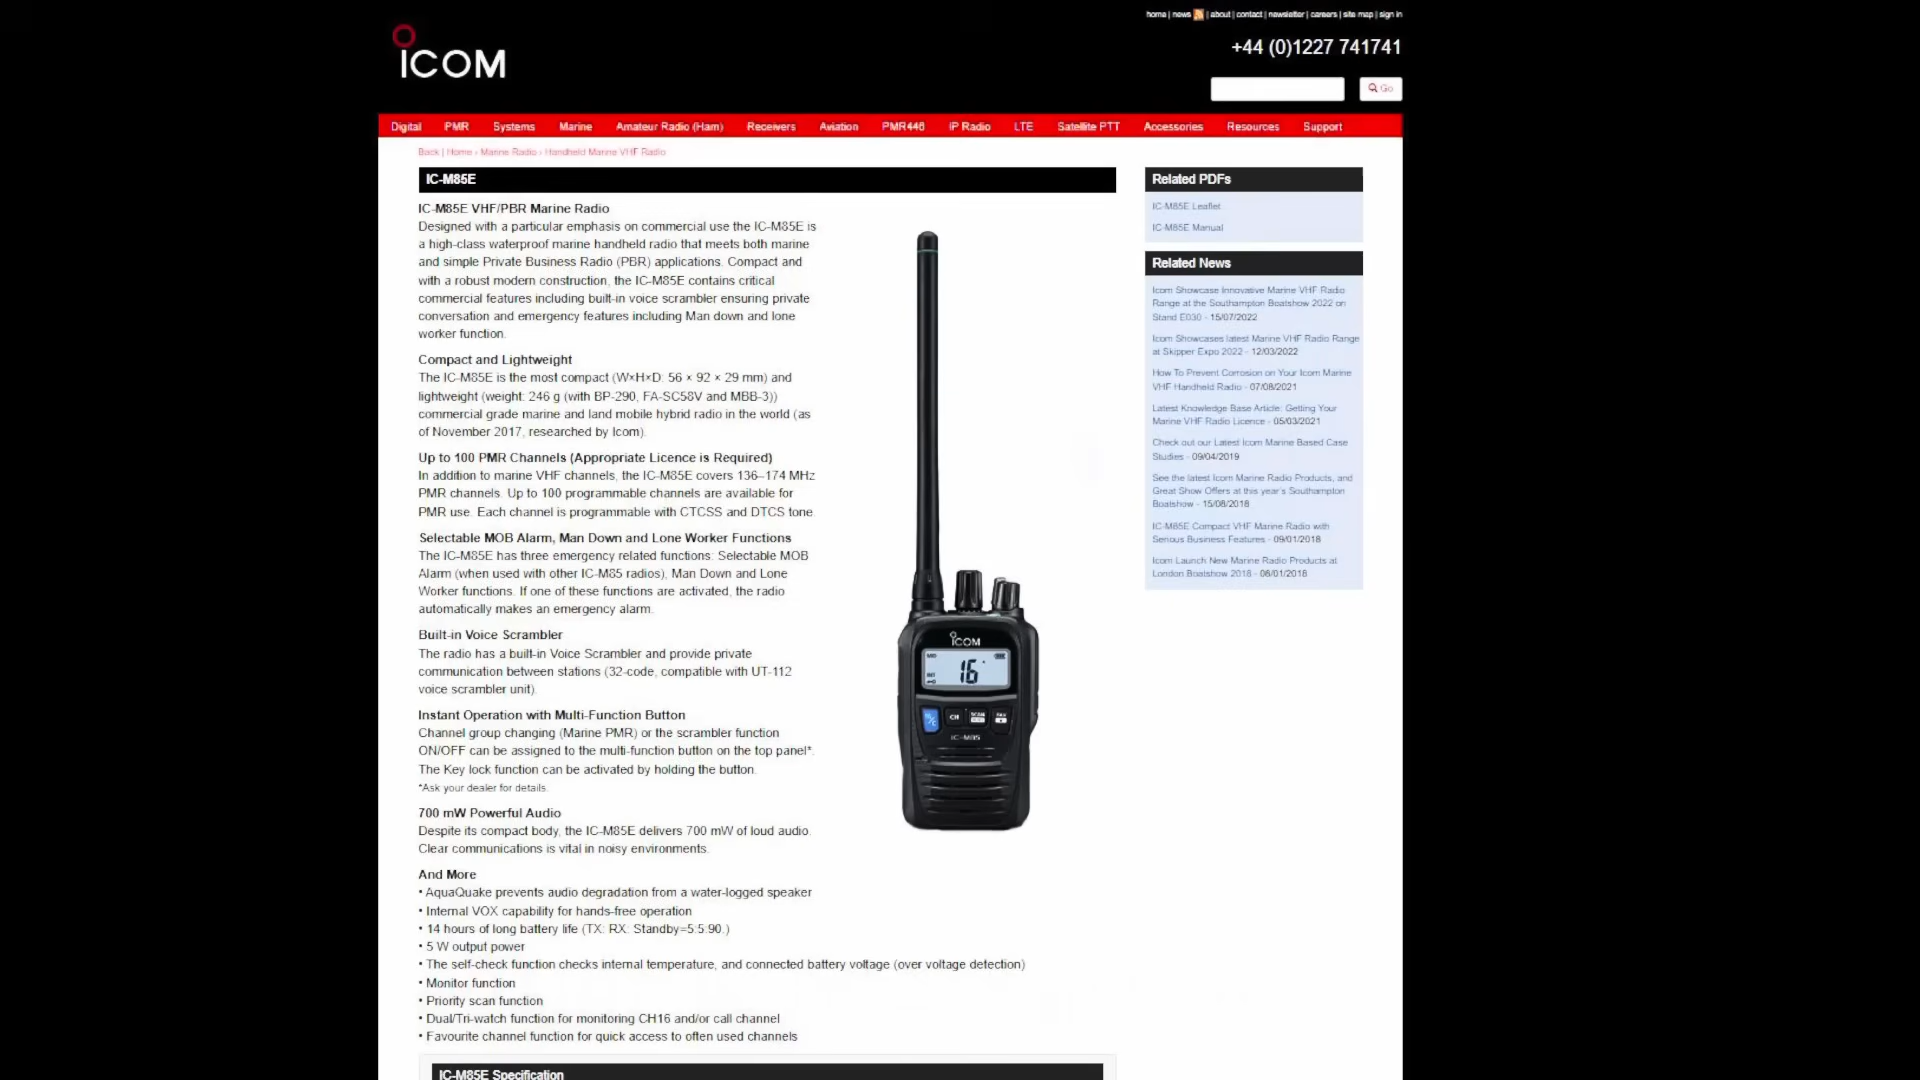 home | news | about | contact | newsletter | careers | site map | sign in
ICOM
+44 (0)1227 741741
Go
Digital PMR Systems Marine Amateur Radio (Ham) Receivers Aviation PMR446 IP Radio LTE Satellite PTT Accessories Resources Support
Back | Home › Marine Radio › Handheld Marine VHF Radio
IC-M85E
IC-M85E VHF/PBR Marine Radio
Designed with a particular emphasis on commercial use the IC-M85E is
a high-class waterproof marine handheld radio that meets both marine
and simple Private Business Radio (PBR) applications. Compact and
with a robust modern construction, the IC-M85E contains critical
commercial features including built-in voice scrambler ensuring private
conversation and emergency features including Man down and lone
worker function.
Compact and Lightweight
The IC-M85E is the most compact (W×H×D: 56 × 92 × 29 mm) and
lightweight (weight: 246 g (with BP-290, FA-SC58V and MBB-3))
commercial grade marine and land mobile hybrid radio in the world (as
of November 2017, researched by Icom).
Up to 100 PMR Channels (Appropriate Licence is Required)
In addition to marine VHF channels, the IC-M85E covers 136–174 MHz
PMR channels. Up to 100 programmable channels are available for
PMR use. Each channel is programmable with CTCSS and DTCS tone
Selectable MOB Alarm, Man Down and Lone Worker Functions
The IC-M85E has three emergency related functions: Selectable MOB
Alarm (when used with other IC-M85 radios), Man Down and Lone
Worker functions. If one of these functions are activated, the radio
automatically makes an emergency alarm.
Built-in Voice Scrambler
The radio has a built-in Voice Scrambler and provide private
communication between stations (32-code, compatible with UT-112
voice scrambler unit).
Instant Operation with Multi-Function Button
Channel group changing (Marine PMR) or the scrambler function
ON/OFF can be assigned to the multi-function button on the top panel*.
The Key lock function can be activated by holding the button.
*Ask your dealer for details.
700 mW Powerful Audio
Despite its compact body, the IC-M85E delivers 700 mW of loud audio.
Clear communications is vital in noisy environments.
And More
• AquaQuake prevents audio degradation from a water-logged speaker
• Internal VOX capability for hands-free operation
• 14 hours of long battery life (TX: RX: Standby=5:5:90.)
• 5 W output power
• The self-check function checks internal temperature, and connected battery voltage (over voltage detection)
• Monitor function
• Priority scan function
• Dual/Tri-watch function for monitoring CH16 and/or call channel
• Favourite channel function for quick access to often used channels
IC-M85E Specification
ICOM
16
CH
SCAN
IC-M85
Related PDFs
IC-M85E Leaflet
IC-M85E Manual
Related News
Icom Showcase Innovative Marine VHF Radio
Range at the Southampton Boatshow 2022 on
Stand E030 - 15/07/2022
Icom Showcases latest Marine VHF Radio Range
at Skipper Expo 2022 - 12/03/2022
How To Prevent Corrosion on Your Icom Marine
VHF Handheld Radio - 07/08/2021
Latest Knowledge Base Article: Getting Your
Marine VHF Radio Licence - 05/03/2021
Check out our Latest Icom Marine Based Case
Studies - 09/04/2019
See the latest Icom Marine Radio Products, and
Great Show Offers at this year's Southampton
Boatshow - 15/08/2018
IC-M85E Compact VHF Marine Radio with
Serious Business Features - 09/01/2018
Icom Launch New Marine Radio Products at
London Boatshow 2018 - 06/01/2018